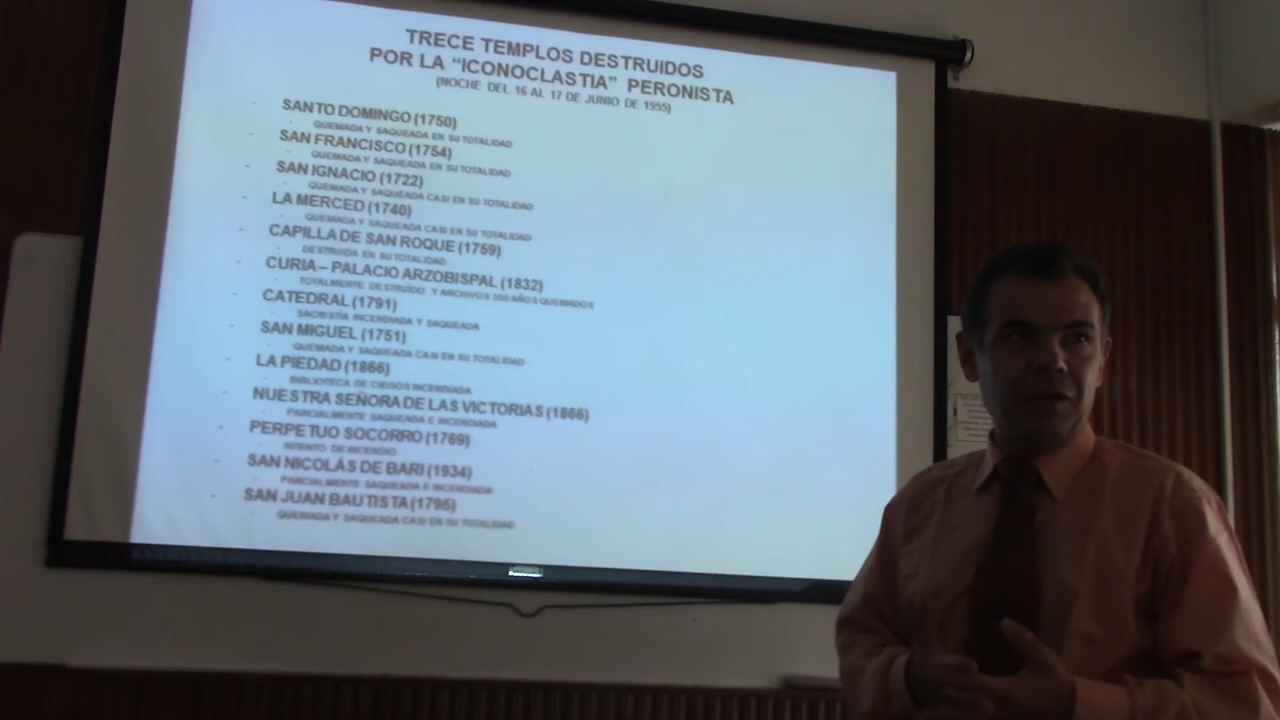 TRECE TEMPLOS DESTRUIDOS
POR LA “ICONOCLASTIA” PERONISTA
(NOCHE DEL 16 AL 17 DE JUNIO DE 1955)
- SANTO DOMINGO (1750)
- QUEMADA Y SAQUEADA EN SU TOTALIDAD
- SAN FRANCISCO (1754)
- QUEMADA Y SAQUEADA EN SU TOTALIDAD
- SAN IGNACIO (1722)
- QUEMADA Y SAQUEADA CASI EN SU TOTALIDAD
- LA MERCED (1740)
- QUEMADA Y SAQUEADA CASI EN SU TOTALIDAD
- CAPILLA DE SAN ROQUE (1759)
- DESTRUIDA EN SU TOTALIDAD
- CURIA – PALACIO ARZOBISPAL (1832)
- TOTALMENTE DESTRUÍDO Y ARCHIVOS 350 AÑOS QUEMADOS
- CATEDRAL (1791)
- SACRISTÍA INCENDIADA Y SAQUEADA
- SAN MIGUEL (1751)
- QUEMADA Y SAQUEADA CASI EN SU TOTALIDAD
- LA PIEDAD (1866)
- BIBLIOTECA DE CIEGOS INCENDIADA
- NUESTRA SEÑORA DE LAS VICTORIAS (1866)
- PARCIALMENTE SAQUEADA E INCENDIADA
- PERPETUO SOCORRO (1769)
- INTENTO DE INCENDIO
- SAN NICOLÁS DE BARI (1934)
- PARCIALMENTE SAQUEADA E INCENDIADA
- SAN JUAN BAUTISTA (1795)
- QUEMADA Y SAQUEADA CASI EN SU TOTALIDAD